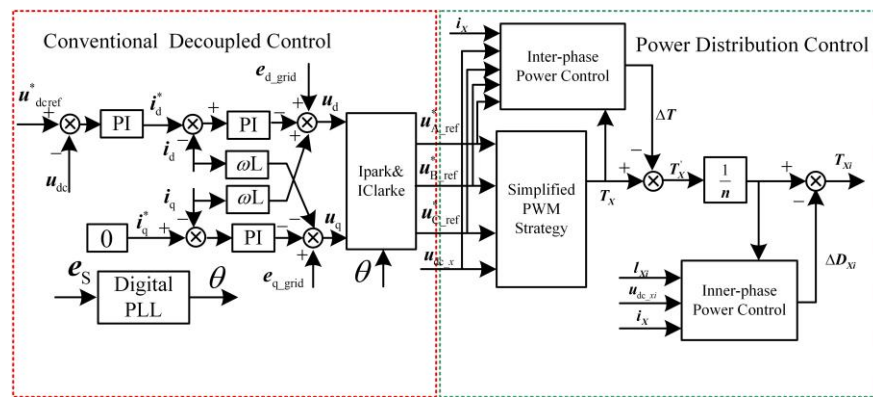 Conventional Decoupled Control
Power Distribution Control
u*dcref
+
−
udc
PI
i*d
+
−
id
PI
−
+
+
ed_grid
ud
ωL
ωL
iq
0
i*q
+
−
PI
−
−
+
eq_grid
uq
eS
Digital
PLL
θ
Ipark&
IClarke
θ
u*A_ref
u*B_ref
u*C_ref
udc_x
iX
Inter-phase
Power Control
Simplified
PWM
Strategy
TX
ΔT
+
−
T'X
1
n
+
−
TXi
ΔDXi
lXi
udc_xi
iX
Inner-phase
Power Control